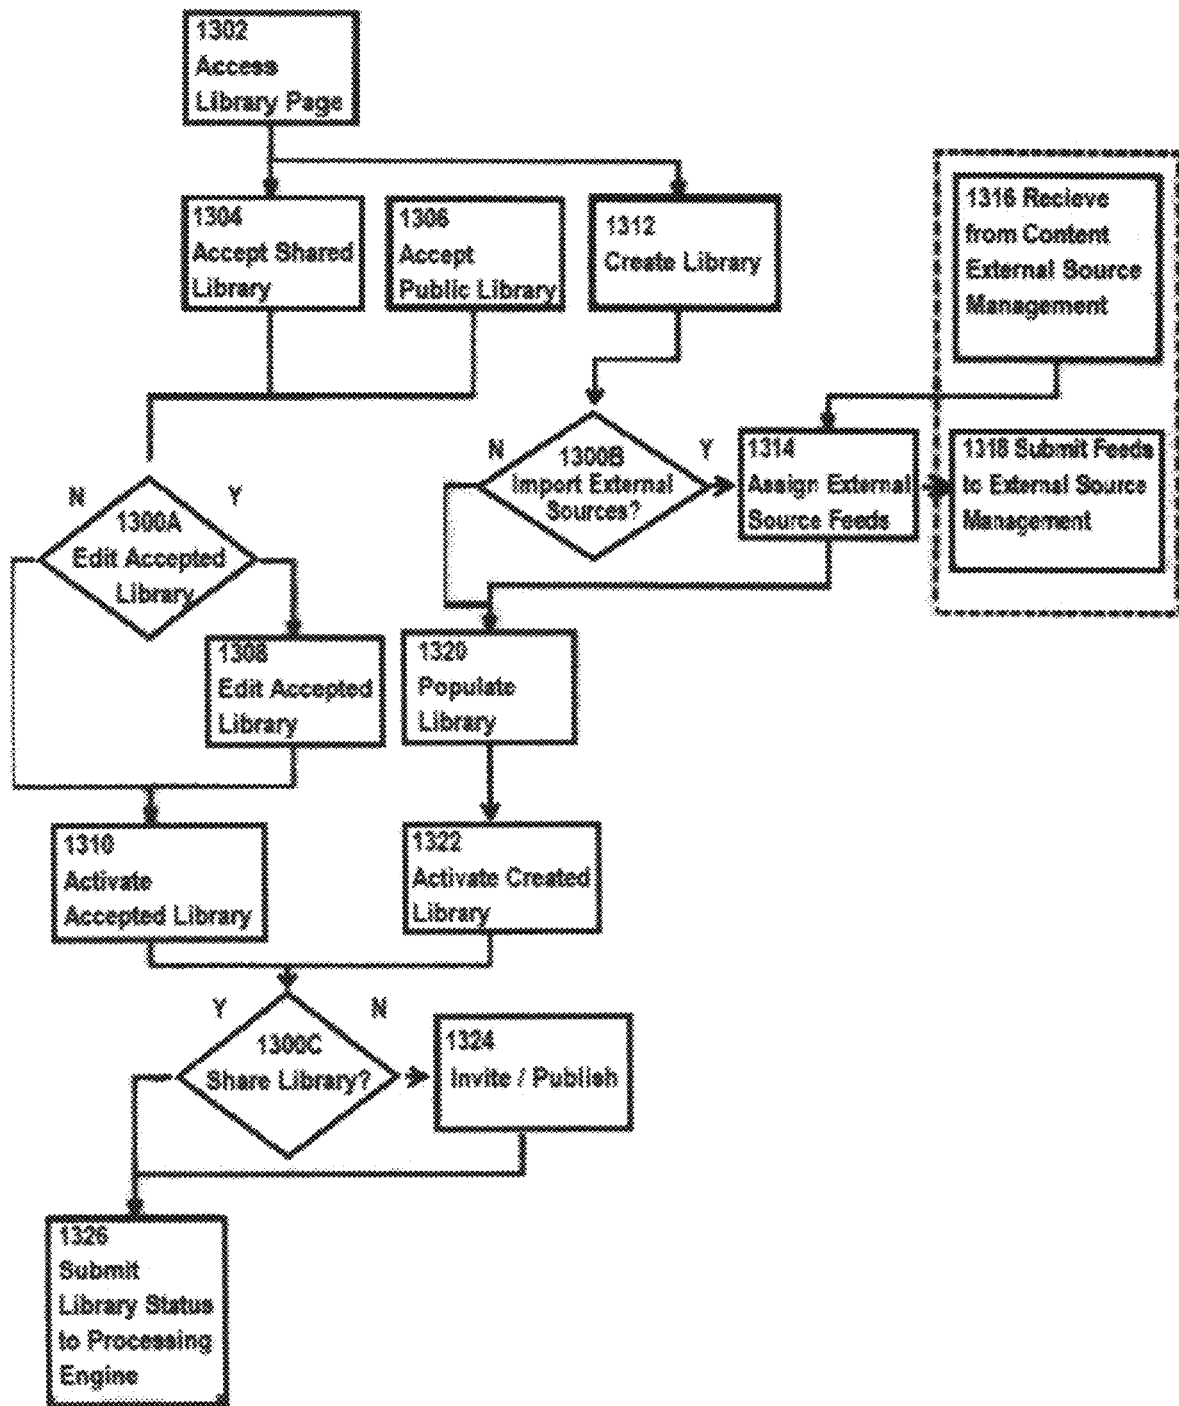 1302
Access
Library Page
1304
Accept Shared
Library
1306
Accept
Public Library
1312
Create Library
1316 Recieve
from Content
External Source
Management
N
Y
1300B
Import External
Sources?
1314
Assign External
Source Feeds
1318 Submit Feeds
to External Source
Management
N
Y
1300A
Edit Accepted
Library
1308
Edit Accepted
Library
1320
Populate
Library
1310
Activate
Accepted Library
1322
Activate Created
Library
Y
N
1300C
Share Library?
1324
Invite / Publish
1326
Submit
Library Status
to Processing
Engine